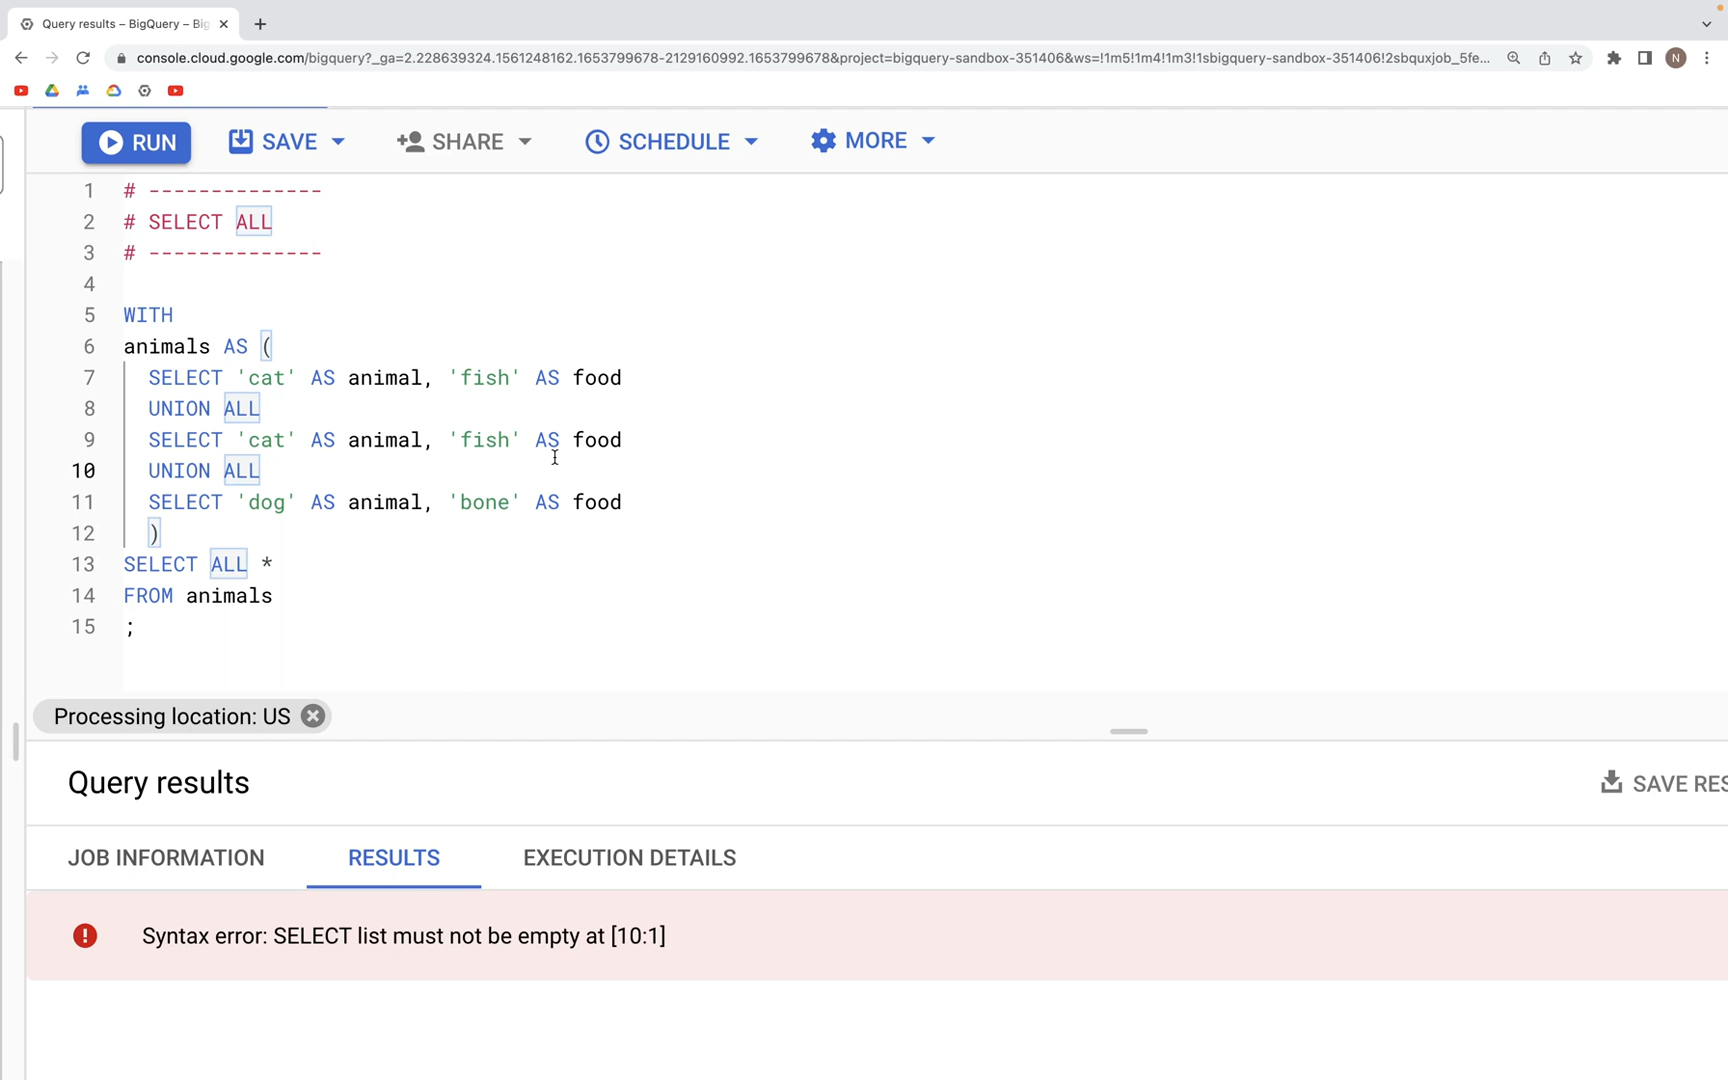 Query results – BigQuery – Big
console.cloud.google.com/bigquery?_ga=2.228639324.1561248162.1653799678-2129160992.1653799678&project=bigquery-sandbox-351406&ws=!1m5!1m4!1m3!1sbigquery-sandbox-351406!2sbquxjob_5fe...
N
RUN SAVE SHARE SCHEDULE MORE
1 # --------------
2 # SELECT ALL
3 # --------------
4
5 WITH
6 animals AS (
7 SELECT 'cat' AS animal, 'fish' AS food
8 UNION ALL
9 SELECT 'cat' AS animal, 'fish' AS food
10 UNION ALL
11 SELECT 'dog' AS animal, 'bone' AS food
12 )
13 SELECT ALL *
14 FROM animals
15 ;
Processing location: US
Query results SAVE RES
JOB INFORMATION RESULTS EXECUTION DETAILS
Syntax error: SELECT list must not be empty at [10:1]